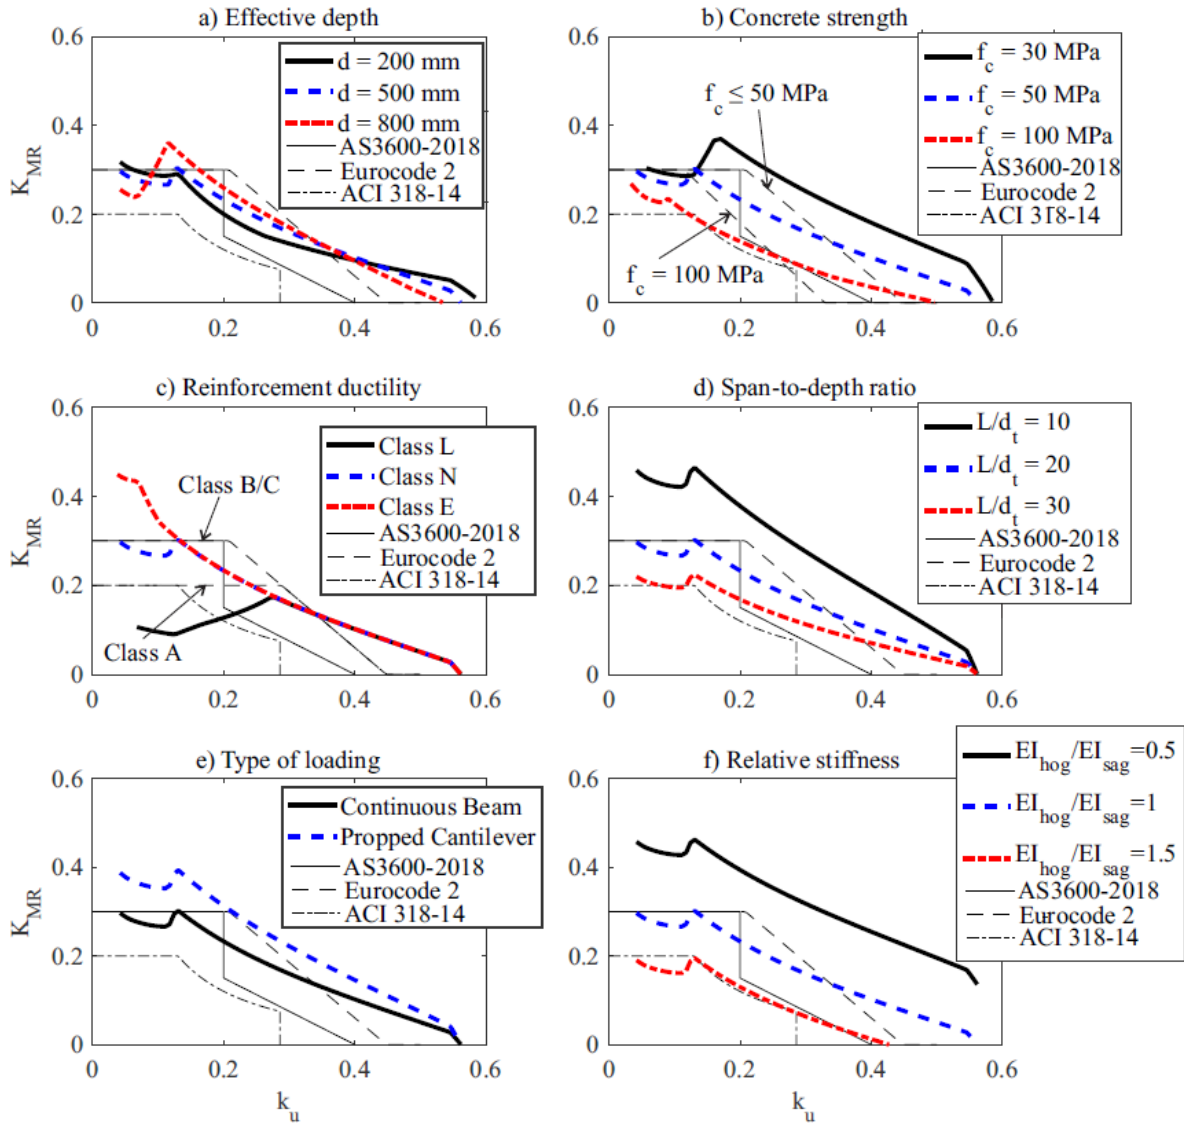 a) Effective depth
0.6
0.4
0.2
0
K_MR
0
0.2
0.4
0.6
d = 200 mm
d = 500 mm
d = 800 mm
AS3600-2018
Eurocode 2
ACI 318-14
b) Concrete strength
0.6
0.4
0.2
0
0
0.2
0.4
0.6
f_c ≤ 50 MPa
f_c = 100 MPa
f_c = 30 MPa
f_c = 50 MPa
f_c = 100 MPa
AS3600-2018
Eurocode 2
ACI 318-14
c) Reinforcement ductility
0.6
0.4
0.2
0
K_MR
0
0.2
0.4
0.6
Class B/C
Class A
Class L
Class N
Class E
AS3600-2018
Eurocode 2
ACI 318-14
d) Span-to-depth ratio
0.6
0.4
0.2
0
0
0.2
0.4
0.6
L/d_t = 10
L/d_t = 20
L/d_t = 30
AS3600-2018
Eurocode 2
ACI 318-14
e) Type of loading
0.6
0.4
0.2
0
K_MR
0
0.2
0.4
0.6
k_u
Continuous Beam
Propped Cantilever
AS3600-2018
Eurocode 2
ACI 318-14
f) Relative stiffness
0.6
0.4
0.2
0
0
0.2
0.4
0.6
k_u
EI_hog/EI_sag=0.5
EI_hog/EI_sag=1
EI_hog/EI_sag=1.5
AS3600-2018
Eurocode 2
ACI 318-14